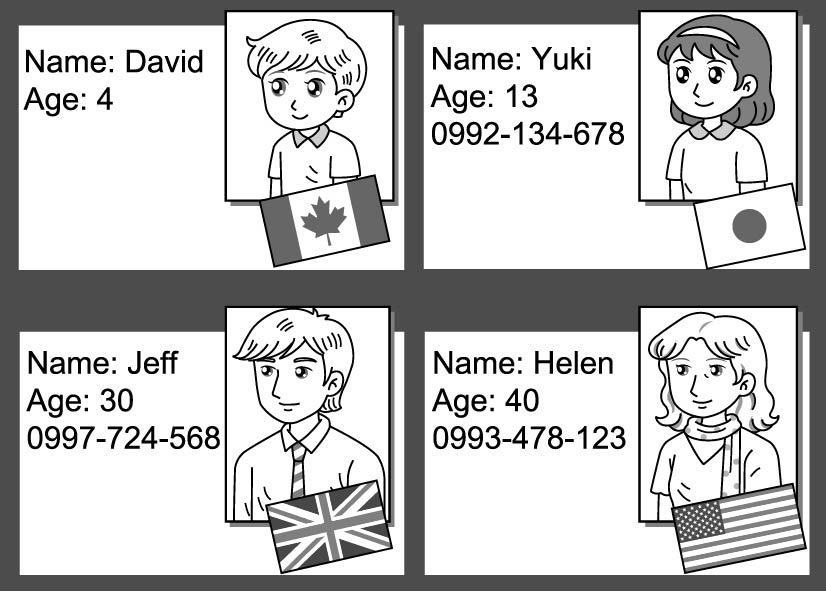 Name: David
Age: 4
Name: Yuki
Age: 13
0992-134-678
Name: Jeff
Age: 30
0997-724-568
Name: Helen
Age: 40
0993-478-123